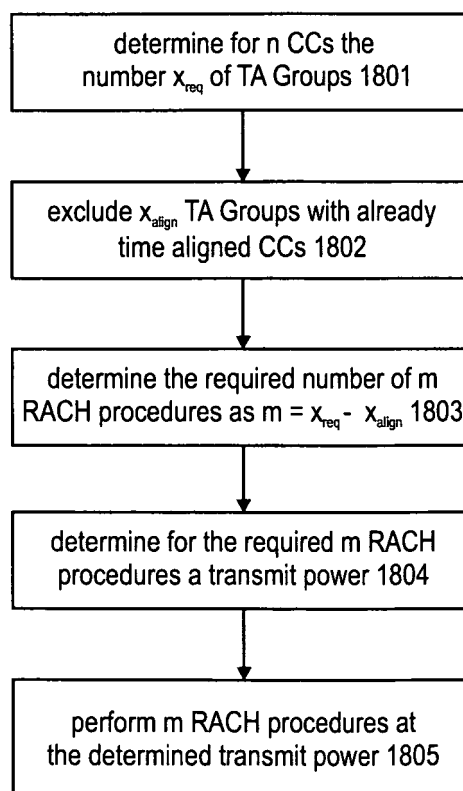 determine for n CCs the
number x_req of TA Groups 1801
exclude x_align TA Groups with already
time aligned CCs 1802
determine the required number of m
RACH procedures as m = x_req - x_align 1803
determine for the required m RACH
procedures a transmit power 1804
perform m RACH procedures at
the determined transmit power 1805